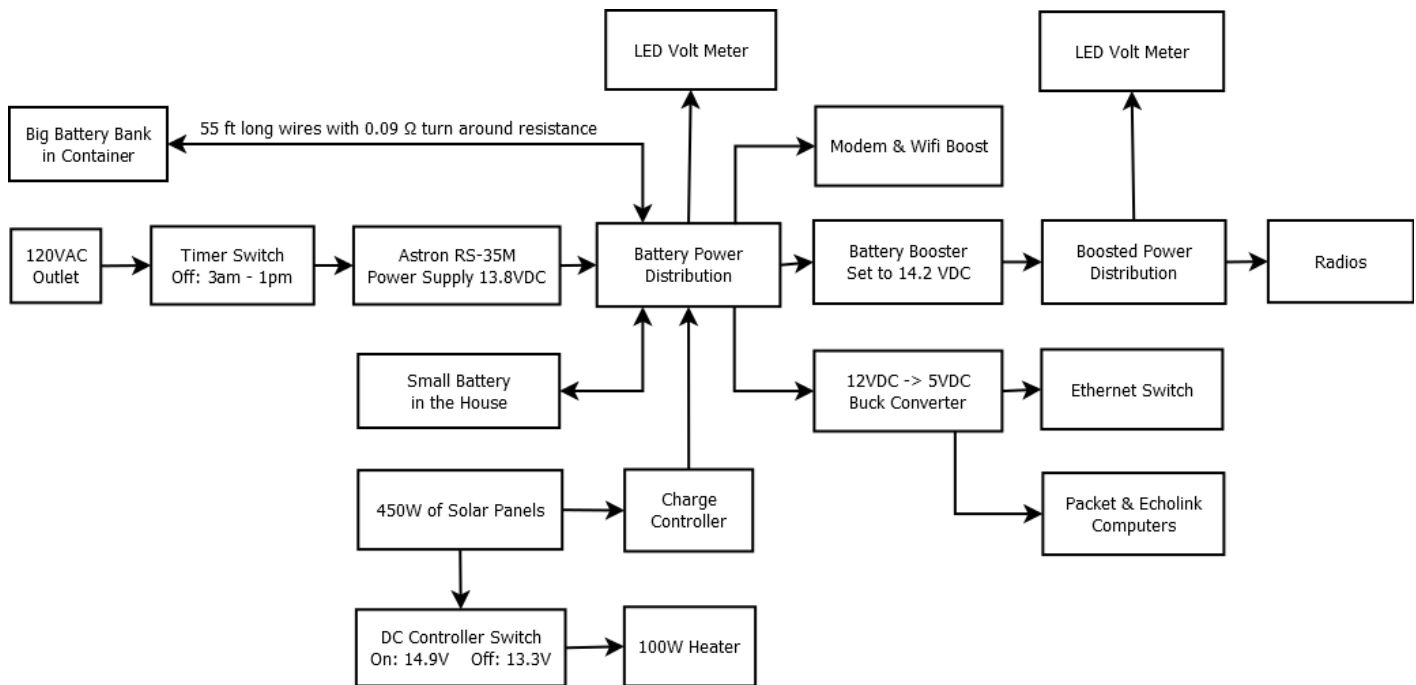 LED Volt Meter
LED Volt Meter
Big Battery Bank
in Container
55 ft long wires with 0.09 Ω turn around resistance
Modem & Wifi Boost
120VAC
Outlet
Timer Switch
Off: 3am - 1pm
Astron RS-35M
Power Supply 13.8VDC
Battery Power
Distribution
Battery Booster
Set to 14.2 VDC
Boosted Power
Distribution
Radios
Small Battery
in the House
12VDC -> 5VDC
Buck Converter
Ethernet Switch
450W of Solar Panels
Charge
Controller
Packet & Echolink
Computers
DC Controller Switch
On: 14.9V Off: 13.3V
100W Heater